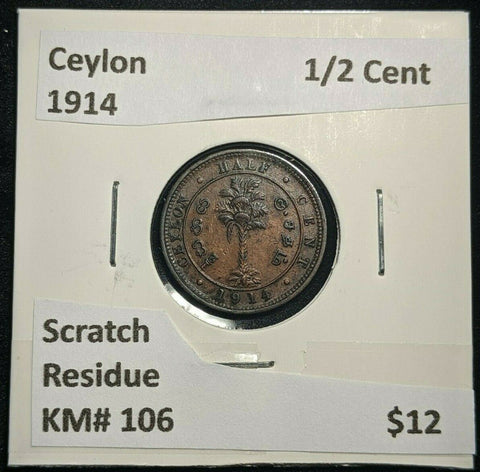 Ceylon 1/2 Cent
1914
CEYLON · HALF · CENT ·
· 1914 ·
Scratch
Residue
KM# 106 $12